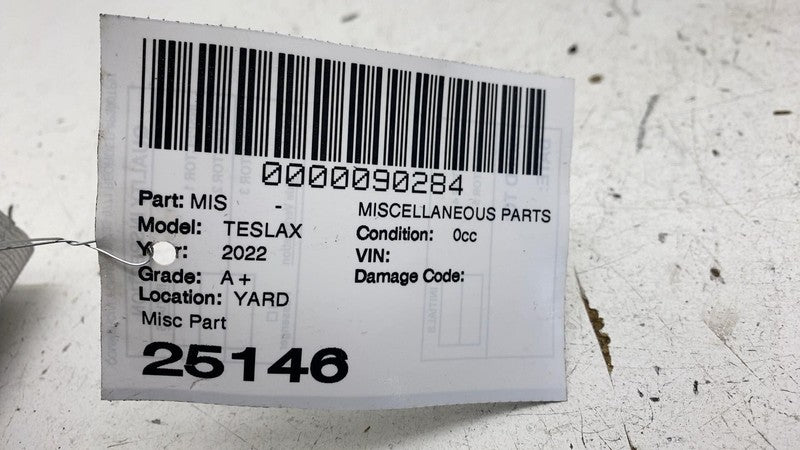 0000090284
Part: MIS - MISCELLANEOUS PARTS
Model: TESLAX Condition: 0cc
Year: 2022 VIN:
Grade: A+ Damage Code:
Location: YARD
Misc Part
25146